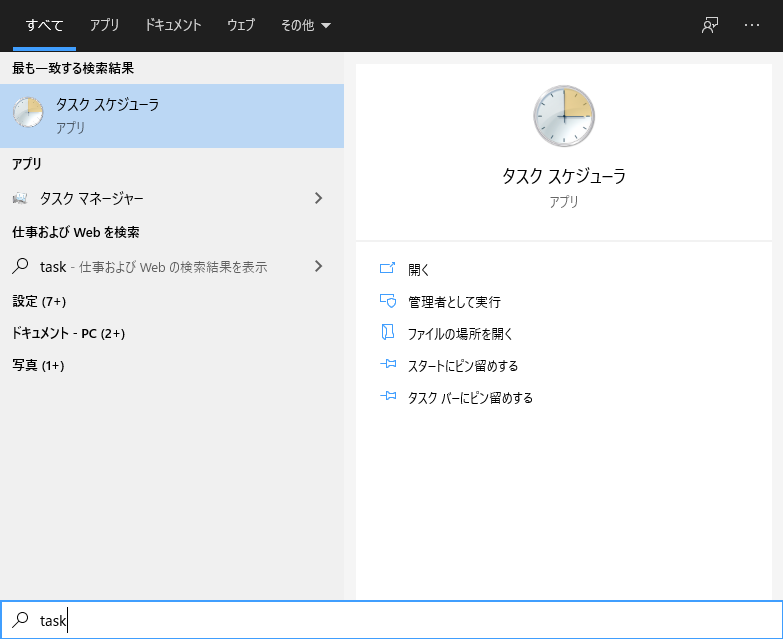 すべて アプリ ドキュメント ウェブ その他
最も一致する検索結果
タスク スケジューラ
アプリ
アプリ
タスク マネージャー
仕事および Web を検索
task - 仕事および Web の検索結果を表示
設定 (7+)
ドキュメント - PC (2+)
写真 (1+)
タスク スケジューラ
アプリ
開く
管理者として実行
ファイルの場所を開く
スタートにピン留めする
タスク バーにピン留めする
task